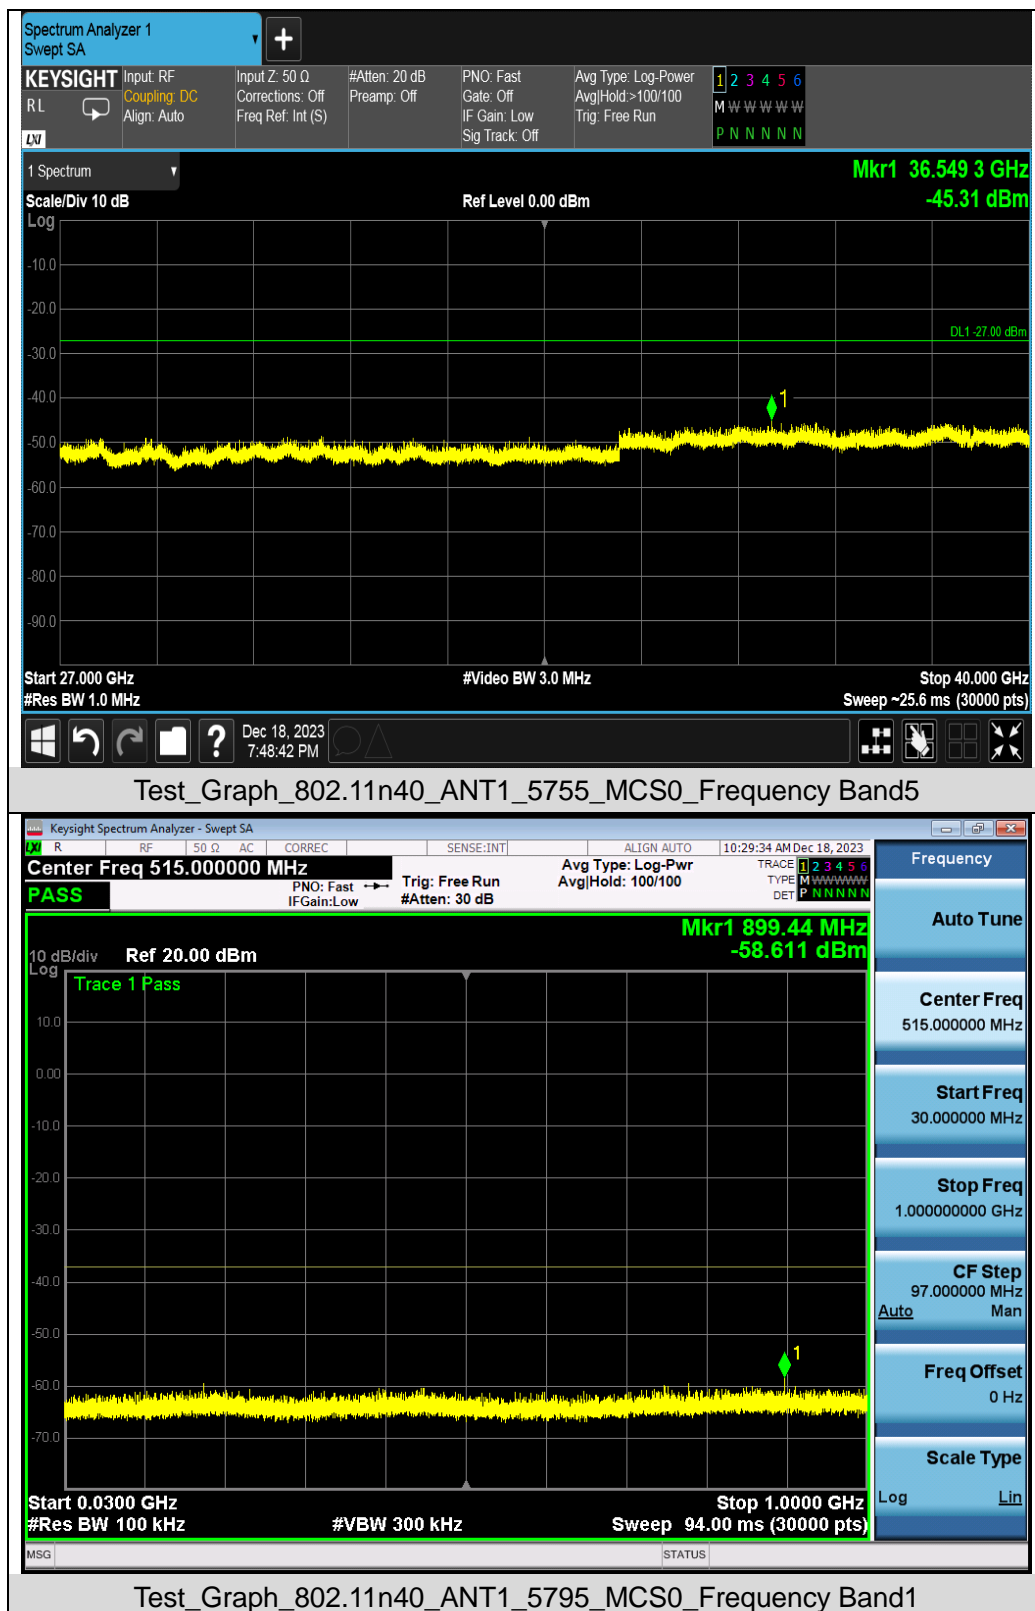 Spectrum Analyzer 1
Swept SA
KEYSIGHT
R L
LXI
Input: RF
Coupling: DC
Align: Auto
Input Z: 50 Ω
Corrections: Off
Freq Ref: Int (S)
#Atten: 20 dB
Preamp: Off
PNO: Fast
Gate: Off
IF Gain: Low
Sig Track: Off
Avg Type: Log-Power
Avg|Hold:>100/100
Trig: Free Run
1 2 3 4 5 6
M W W W W W
P N N N N N
1 Spectrum
Mkr1 36.549 3 GHz
Scale/Div 10 dB
Ref Level 0.00 dBm
-45.31 dBm
Log
-10.0
-20.0
DL1 -27.00 dBm
-30.0
-40.0
1
-50.0
-60.0
-70.0
-80.0
-90.0
Start 27.000 GHz
#Video BW 3.0 MHz
Stop 40.000 GHz
#Res BW 1.0 MHz
Sweep ~25.6 ms (30000 pts)
?
Dec 18, 2023
7:48:42 PM
Test_Graph_802.11n40_ANT1_5755_MCS0_Frequency Band5
Keysight Spectrum Analyzer - Swept SA
LXI R RF 50 Ω AC CORREC SENSE:INT ALIGN AUTO 10:29:34 AM Dec 18, 2023
Center Freq 515.000000 MHz
PASS
PNO: Fast
IFGain:Low
Trig: Free Run
#Atten: 30 dB
Avg Type: Log-Pwr
Avg|Hold: 100/100
TRACE 1 2 3 4 5 6
TYPE M W W W W W
DET P N N N N N
Mkr1 899.44 MHz
-58.611 dBm
10 dB/div
Ref 20.00 dBm
Log
Trace 1 Pass
10.0
0.00
-10.0
-20.0
-30.0
-40.0
-50.0
1
-60.0
-70.0
Start 0.0300 GHz
Stop 1.0000 GHz
#Res BW 100 kHz
#VBW 300 kHz
Sweep 94.00 ms (30000 pts)
MSG
STATUS
Frequency
Auto Tune
Center Freq
515.000000 MHz
Start Freq
30.000000 MHz
Stop Freq
1.000000000 GHz
CF Step
97.000000 MHz
Auto Man
Freq Offset
0 Hz
Scale Type
Log Lin
Test_Graph_802.11n40_ANT1_5795_MCS0_Frequency Band1